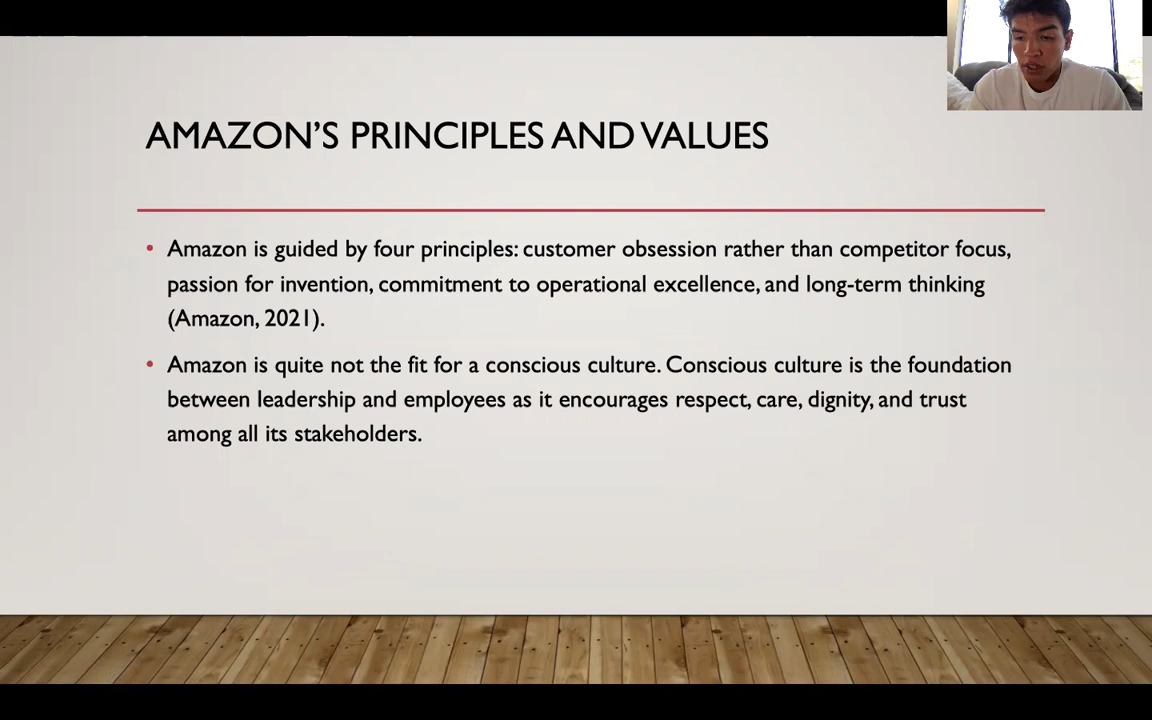 AMAZON’S PRINCIPLES AND VALUES
• Amazon is guided by four principles: customer obsession rather than competitor focus,
passion for invention, commitment to operational excellence, and long-term thinking
(Amazon, 2021).
• Amazon is quite not the fit for a conscious culture. Conscious culture is the foundation
between leadership and employees as it encourages respect, care, dignity, and trust
among all its stakeholders.